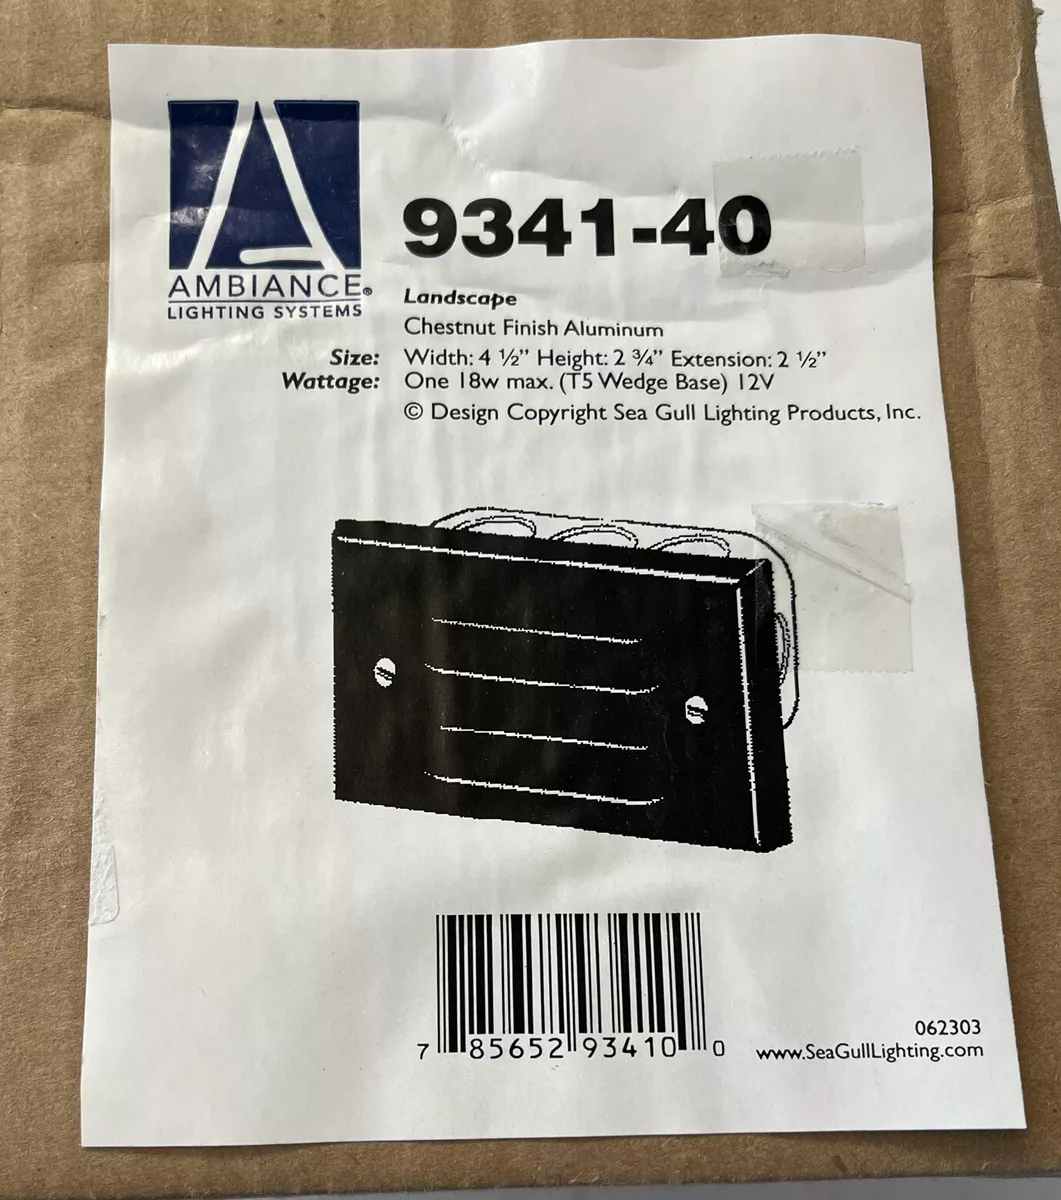 AMBIANCE®
LIGHTING SYSTEMS
9341-40
Landscape
Chestnut Finish Aluminum
Size: Width: 4 ½” Height: 2 ¾” Extension: 2 ½”
Wattage: One 18w max. (T5 Wedge Base) 12V
© Design Copyright Sea Gull Lighting Products, Inc.
7 85652 93410 0
062303
www.SeaGullLighting.com